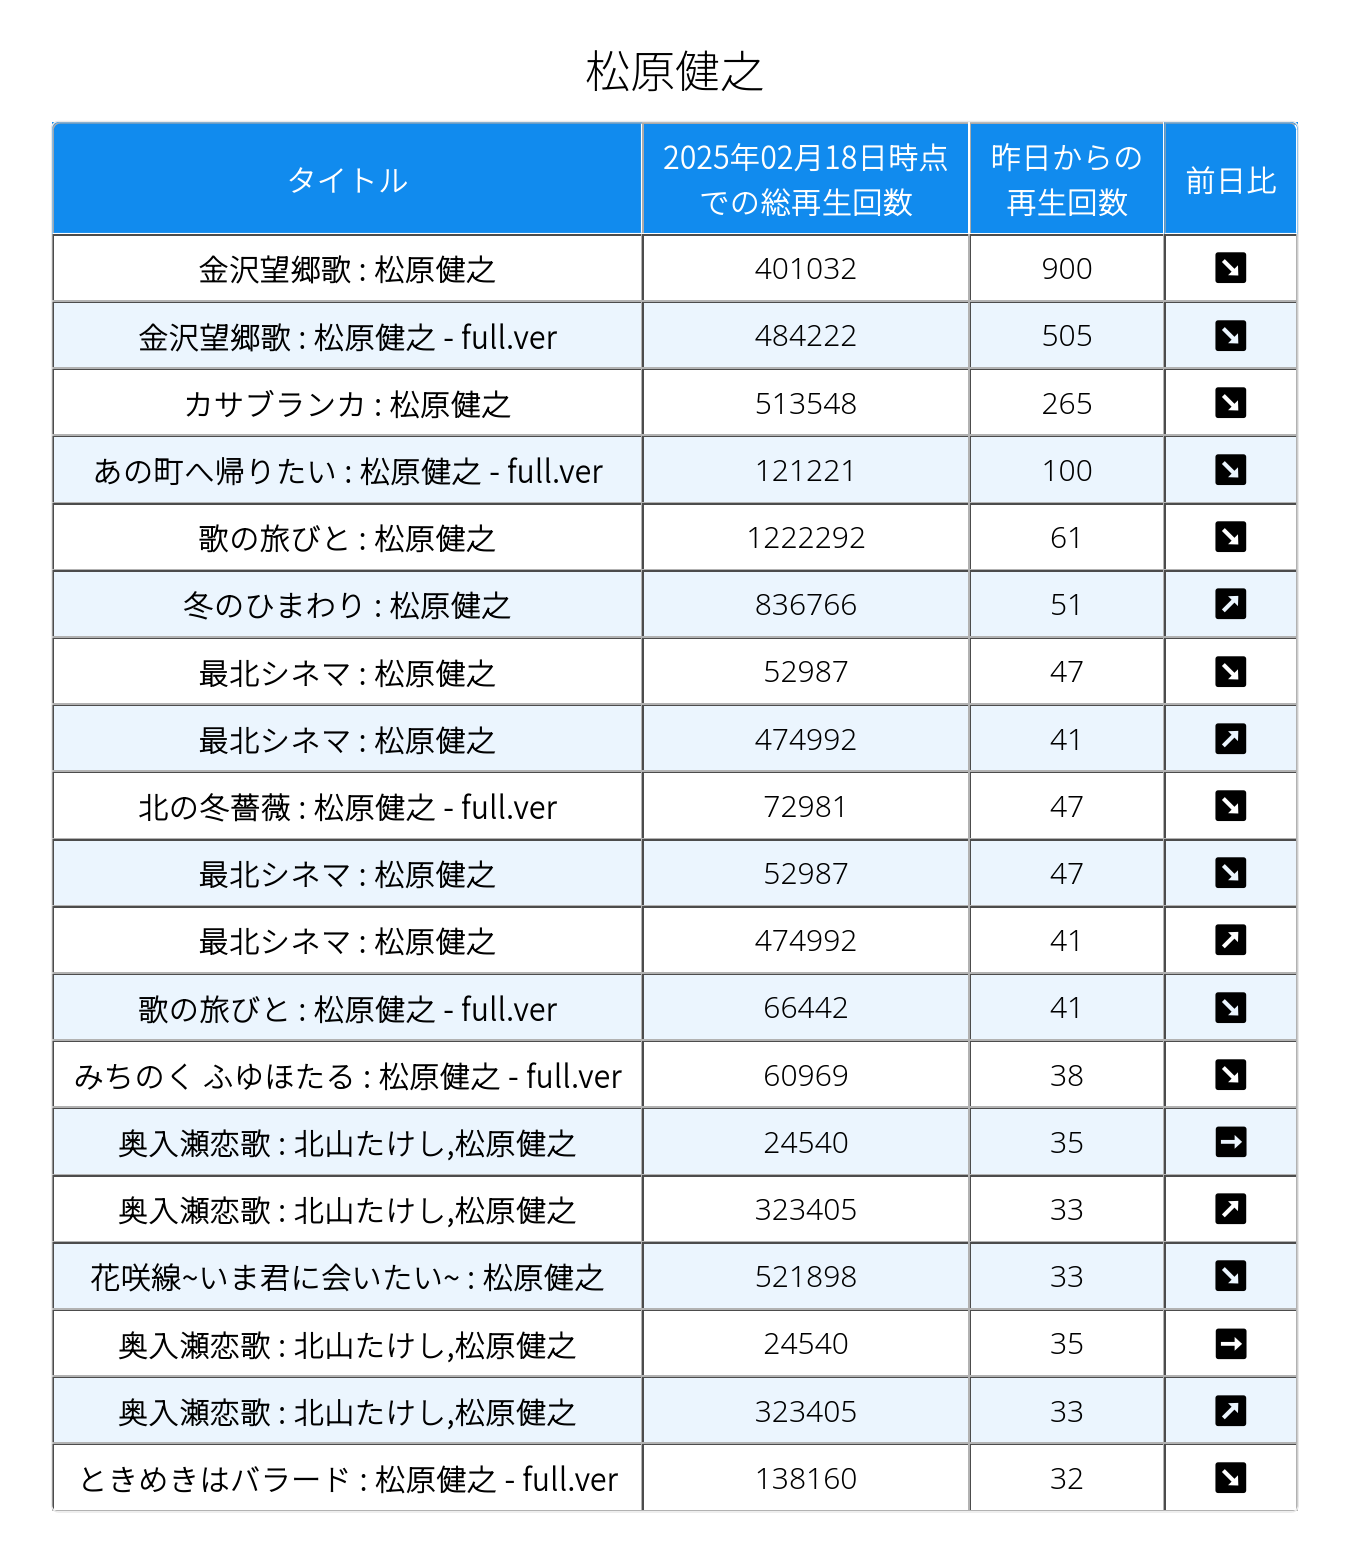 松原健之
タイトル 2025年02月18日時点 昨日からの 前日比
での総再生回数 再生回数
金沢望郷歌 : 松原健之 401032 900 ↘
金沢望郷歌 : 松原健之 - full.ver 484222 505 ↘
カサブランカ : 松原健之 513548 265 ↘
あの町へ帰りたい : 松原健之 - full.ver 121221 100 ↘
歌の旅びと : 松原健之 1222292 61 ↘
冬のひまわり : 松原健之 836766 51 ↗
最北シネマ : 松原健之 52987 47 ↘
最北シネマ : 松原健之 474992 41 ↗
北の冬薔薇 : 松原健之 - full.ver 72981 47 ↘
最北シネマ : 松原健之 52987 47 ↘
最北シネマ : 松原健之 474992 41 ↗
歌の旅びと : 松原健之 - full.ver 66442 41 ↘
みちのく ふゆほたる : 松原健之 - full.ver 60969 38 ↘
奥入瀬恋歌 : 北山たけし,松原健之 24540 35 →
奥入瀬恋歌 : 北山たけし,松原健之 323405 33 ↗
花咲線~いま君に会いたい~ : 松原健之 521898 33 ↘
奥入瀬恋歌 : 北山たけし,松原健之 24540 35 →
奥入瀬恋歌 : 北山たけし,松原健之 323405 33 ↗
ときめきはバラード : 松原健之 - full.ver 138160 32 ↘